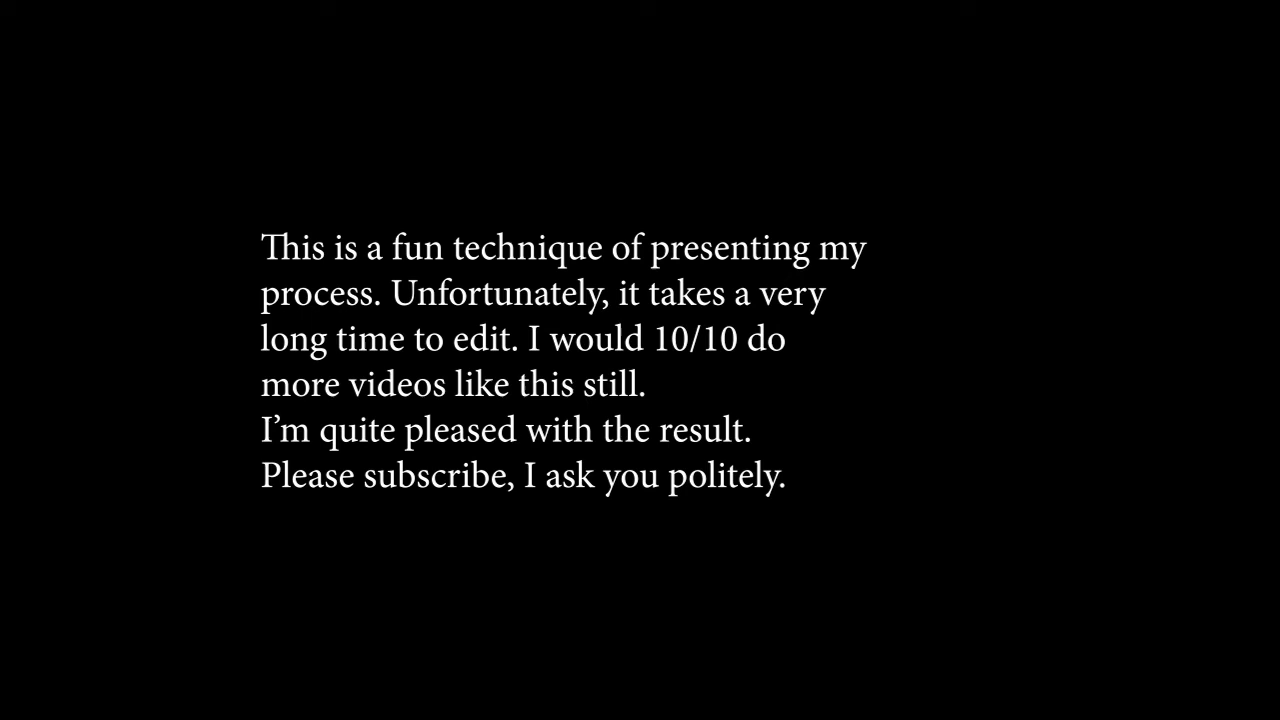 This is a fun technique of presenting my
process. Unfortunately, it takes a very
long time to edit. I would 10/10 do
more videos like this still.
I’m quite pleased with the result.
Please subscribe, I ask you politely.